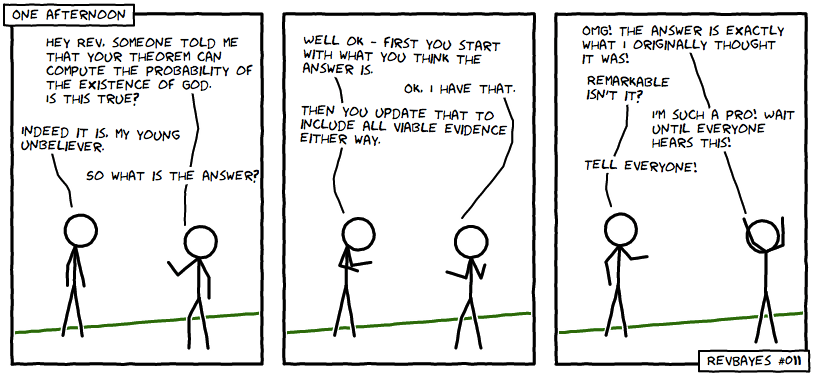 ONE AFTERNOON
HEY REV, SOMEONE TOLD ME
THAT YOUR THEOREM CAN
COMPUTE THE PROBABILITY OF
THE EXISTENCE OF GOD.
IS THIS TRUE?
INDEED IT IS, MY YOUNG
UNBELIEVER.
SO WHAT IS THE ANSWER?
WELL OK - FIRST YOU START
WITH WHAT YOU THINK THE
ANSWER IS.
OK, I HAVE THAT.
THEN YOU UPDATE THAT TO
INCLUDE ALL VIABLE EVIDENCE
EITHER WAY.
OMG! THE ANSWER IS EXACTLY
WHAT I ORIGINALLY THOUGHT
IT WAS!
REMARKABLE
ISN'T IT?
I'M SUCH A PRO! WAIT
UNTIL EVERYONE
HEARS THIS!
TELL EVERYONE!
REVBAYES #011